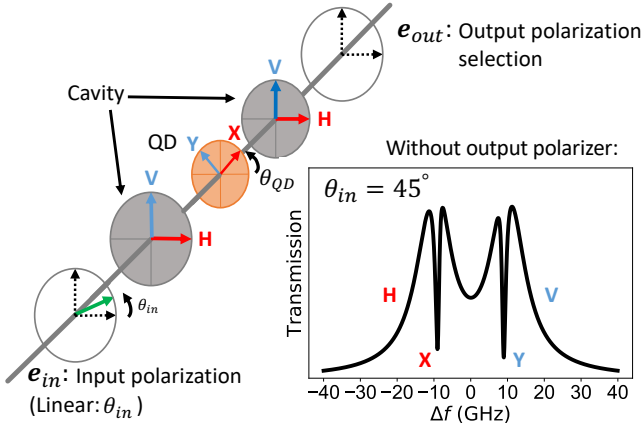 e_out: Output polarization
selection
V
Cavity
H
QD
Y
X
θ_QD
V
H
θ_in
e_in: Input polarization
(Linear: θ_in)
Without output polarizer:
θ_in = 45°
Transmission
H
V
X
Y
−40 −30 −20 −10 0 10 20 30 40
Δf (GHz)